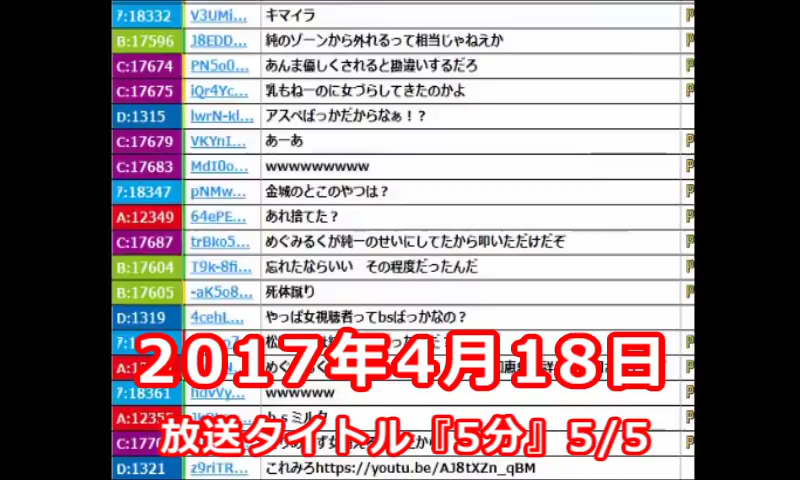 ｱ:18332 V3UMi... キマイラ P
B:17596 J8EDD... 純のゾーンから外れるって相当じゃねえか P
C:17674 PN5o0... あんま優しくされると勘違いするだろ P
C:17675 iQr4Yc... 乳もねーのに女づらしてきたのかよ P
D:1315 lwrN-kl... アスペばっかだからなぁ！？
C:17679 VKYnI... あーあ P
C:17683 MdI0o... wwwwwwwww P
ｱ:18347 pNMw... 金城のとこのやつは？ P
A:12349 64ePE... あれ捨てた？ P
C:17687 trBko5... めぐみるくが純一のせいにしてたから叩いただけだぞ P
B:17604 T9k-8fi... 忘れたならいい　その程度だったんだ P
B:17605 -aK5o8... 死体蹴り P
D:1319 4cehL... やっぱ女視聴者ってbsばっかなの？
2017年4月18日
ｱ:18361 wwwwww P
放送タイトル『5分』5/5
D:1321 z9riTR... これみろhttps://youtu.be/AJ8tXZn_qBM